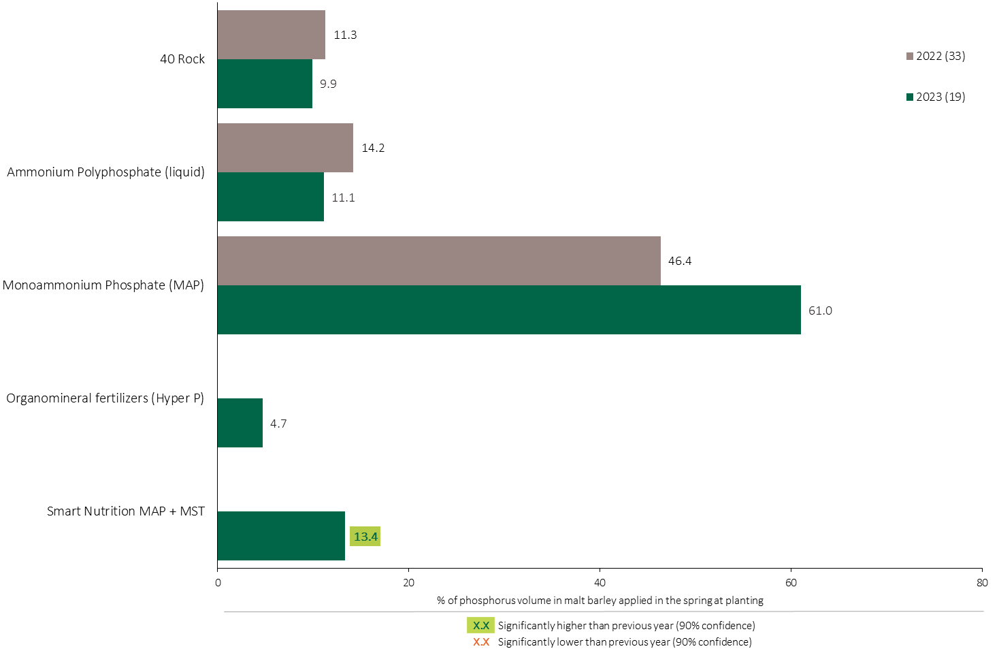 11.3
40 Rock
9.9
2022 (33)
2023 (19)
14.2
Ammonium Polyphosphate (liquid)
11.1
46.4
Monoammonium Phosphate (MAP)
61.0
Organomineral fertilizers (Hyper P)
4.7
Smart Nutrition MAP + MST
13.4
0 20 40 60 80
% of phosphorus volume in malt barley applied in the spring at planting
X.X Significantly higher than previous year (90% confidence)
X.X Significantly lower than previous year (90% confidence)